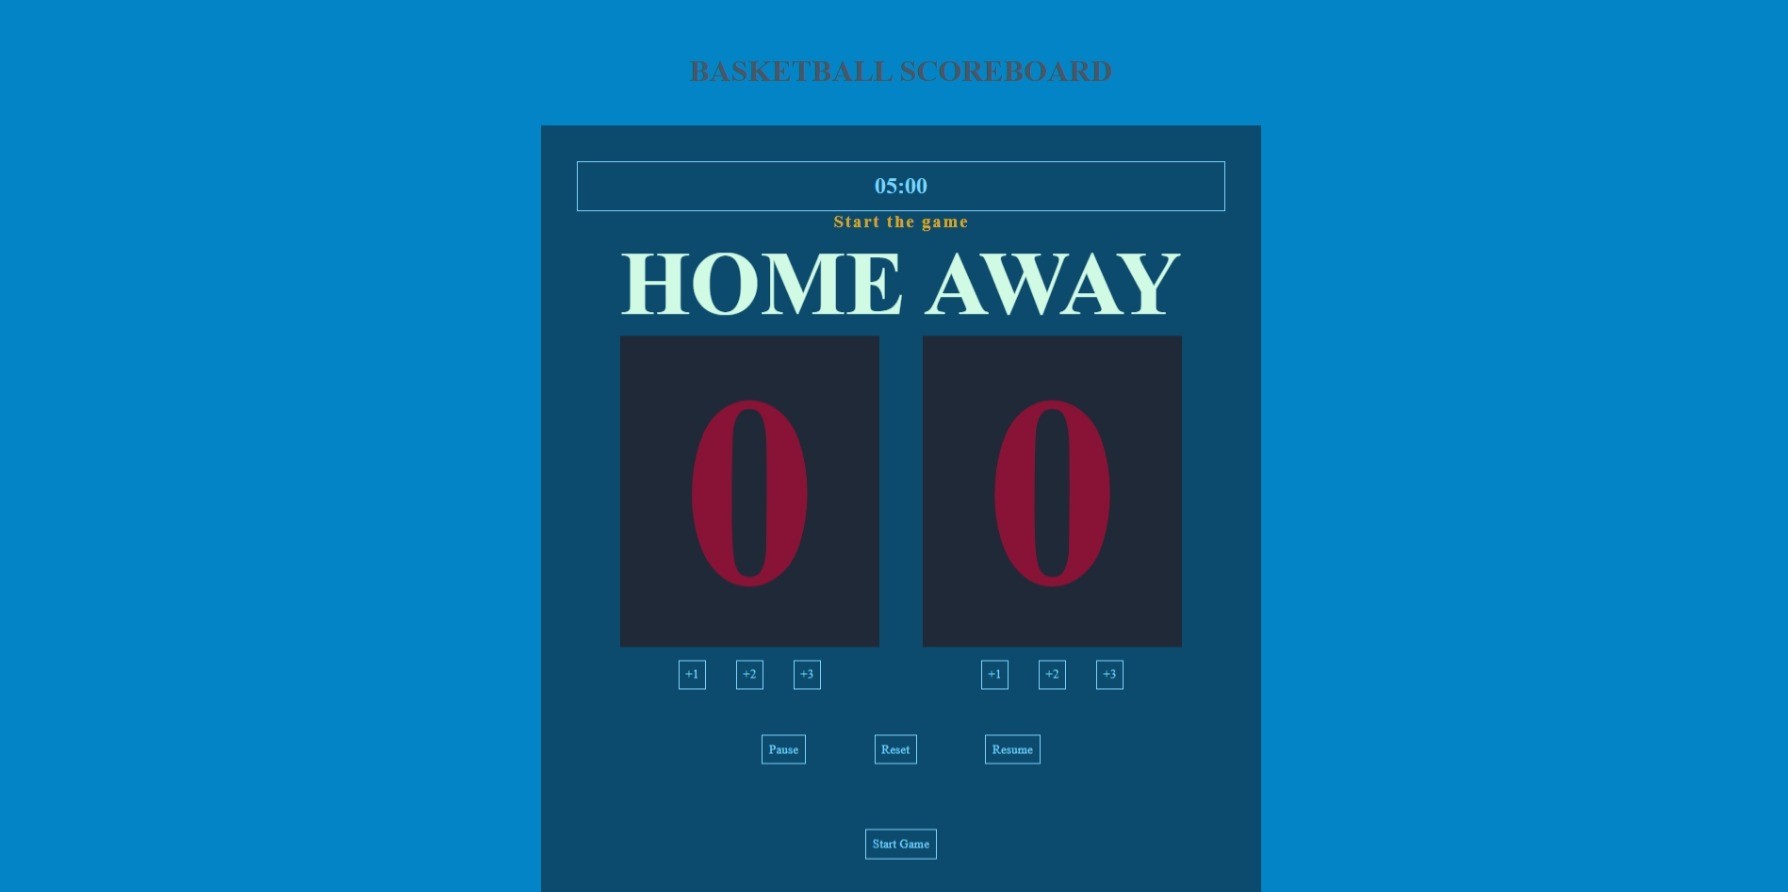 BASKETBALL SCOREBOARD
05:00
Start the game
HOME AWAY
0 0
+1 +2 +3 +1 +2 +3
Pause Reset Resume
Start Game